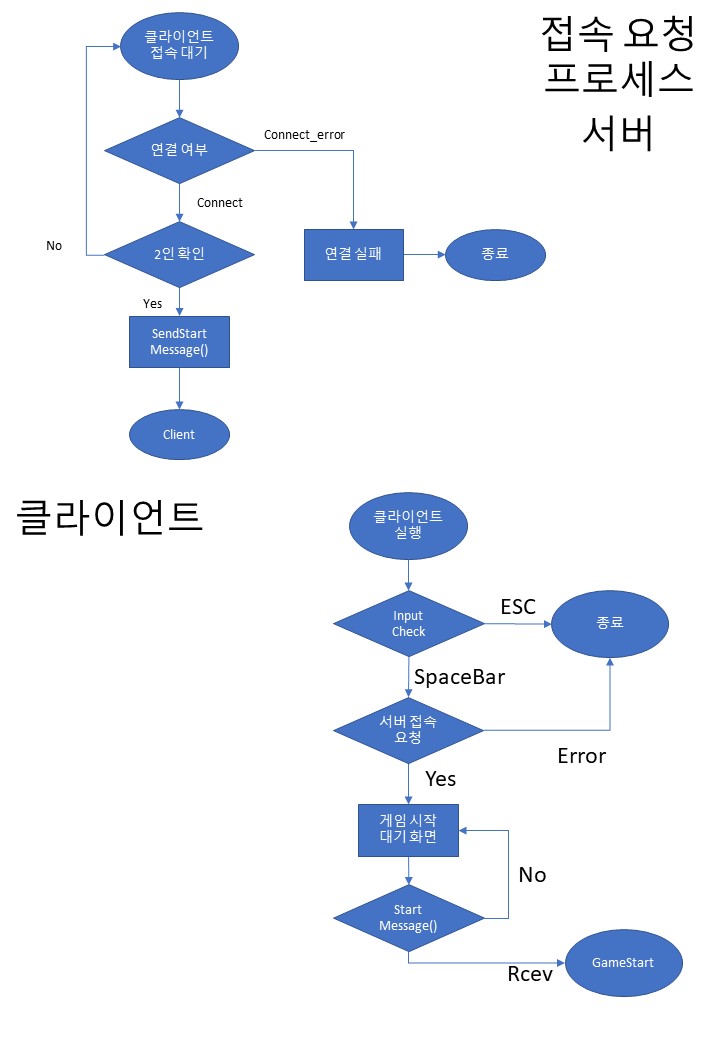 접속 요청
프로세스
서버
클라이언트
접속 대기
연결 여부
Connect_error
Connect
2인 확인
No
연결 실패
종료
Yes
SendStart
Message()
Client
클라이언트
클라이언트
실행
Input
Check
ESC
종료
SpaceBar
서버 접속
요청
Error
Yes
게임 시작
대기 화면
No
Start
Message()
Rcev
GameStart